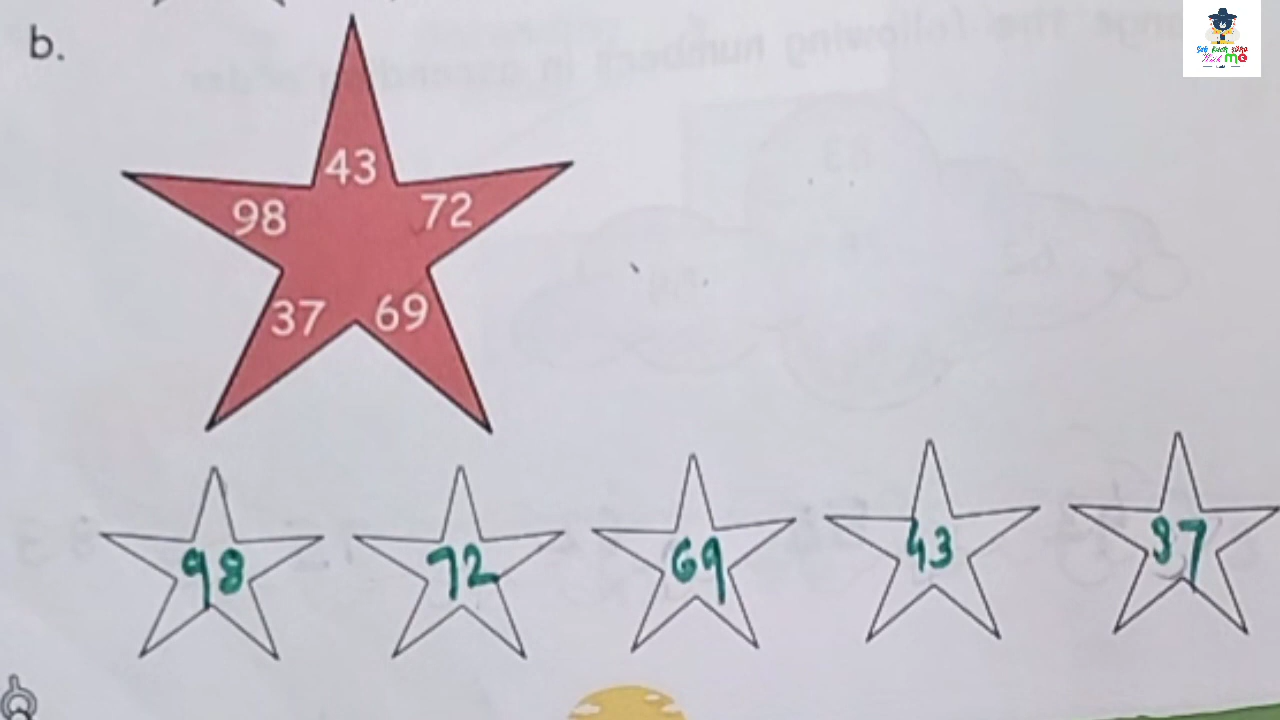 b.
43
98 72
37 69
98 72 69 43 37